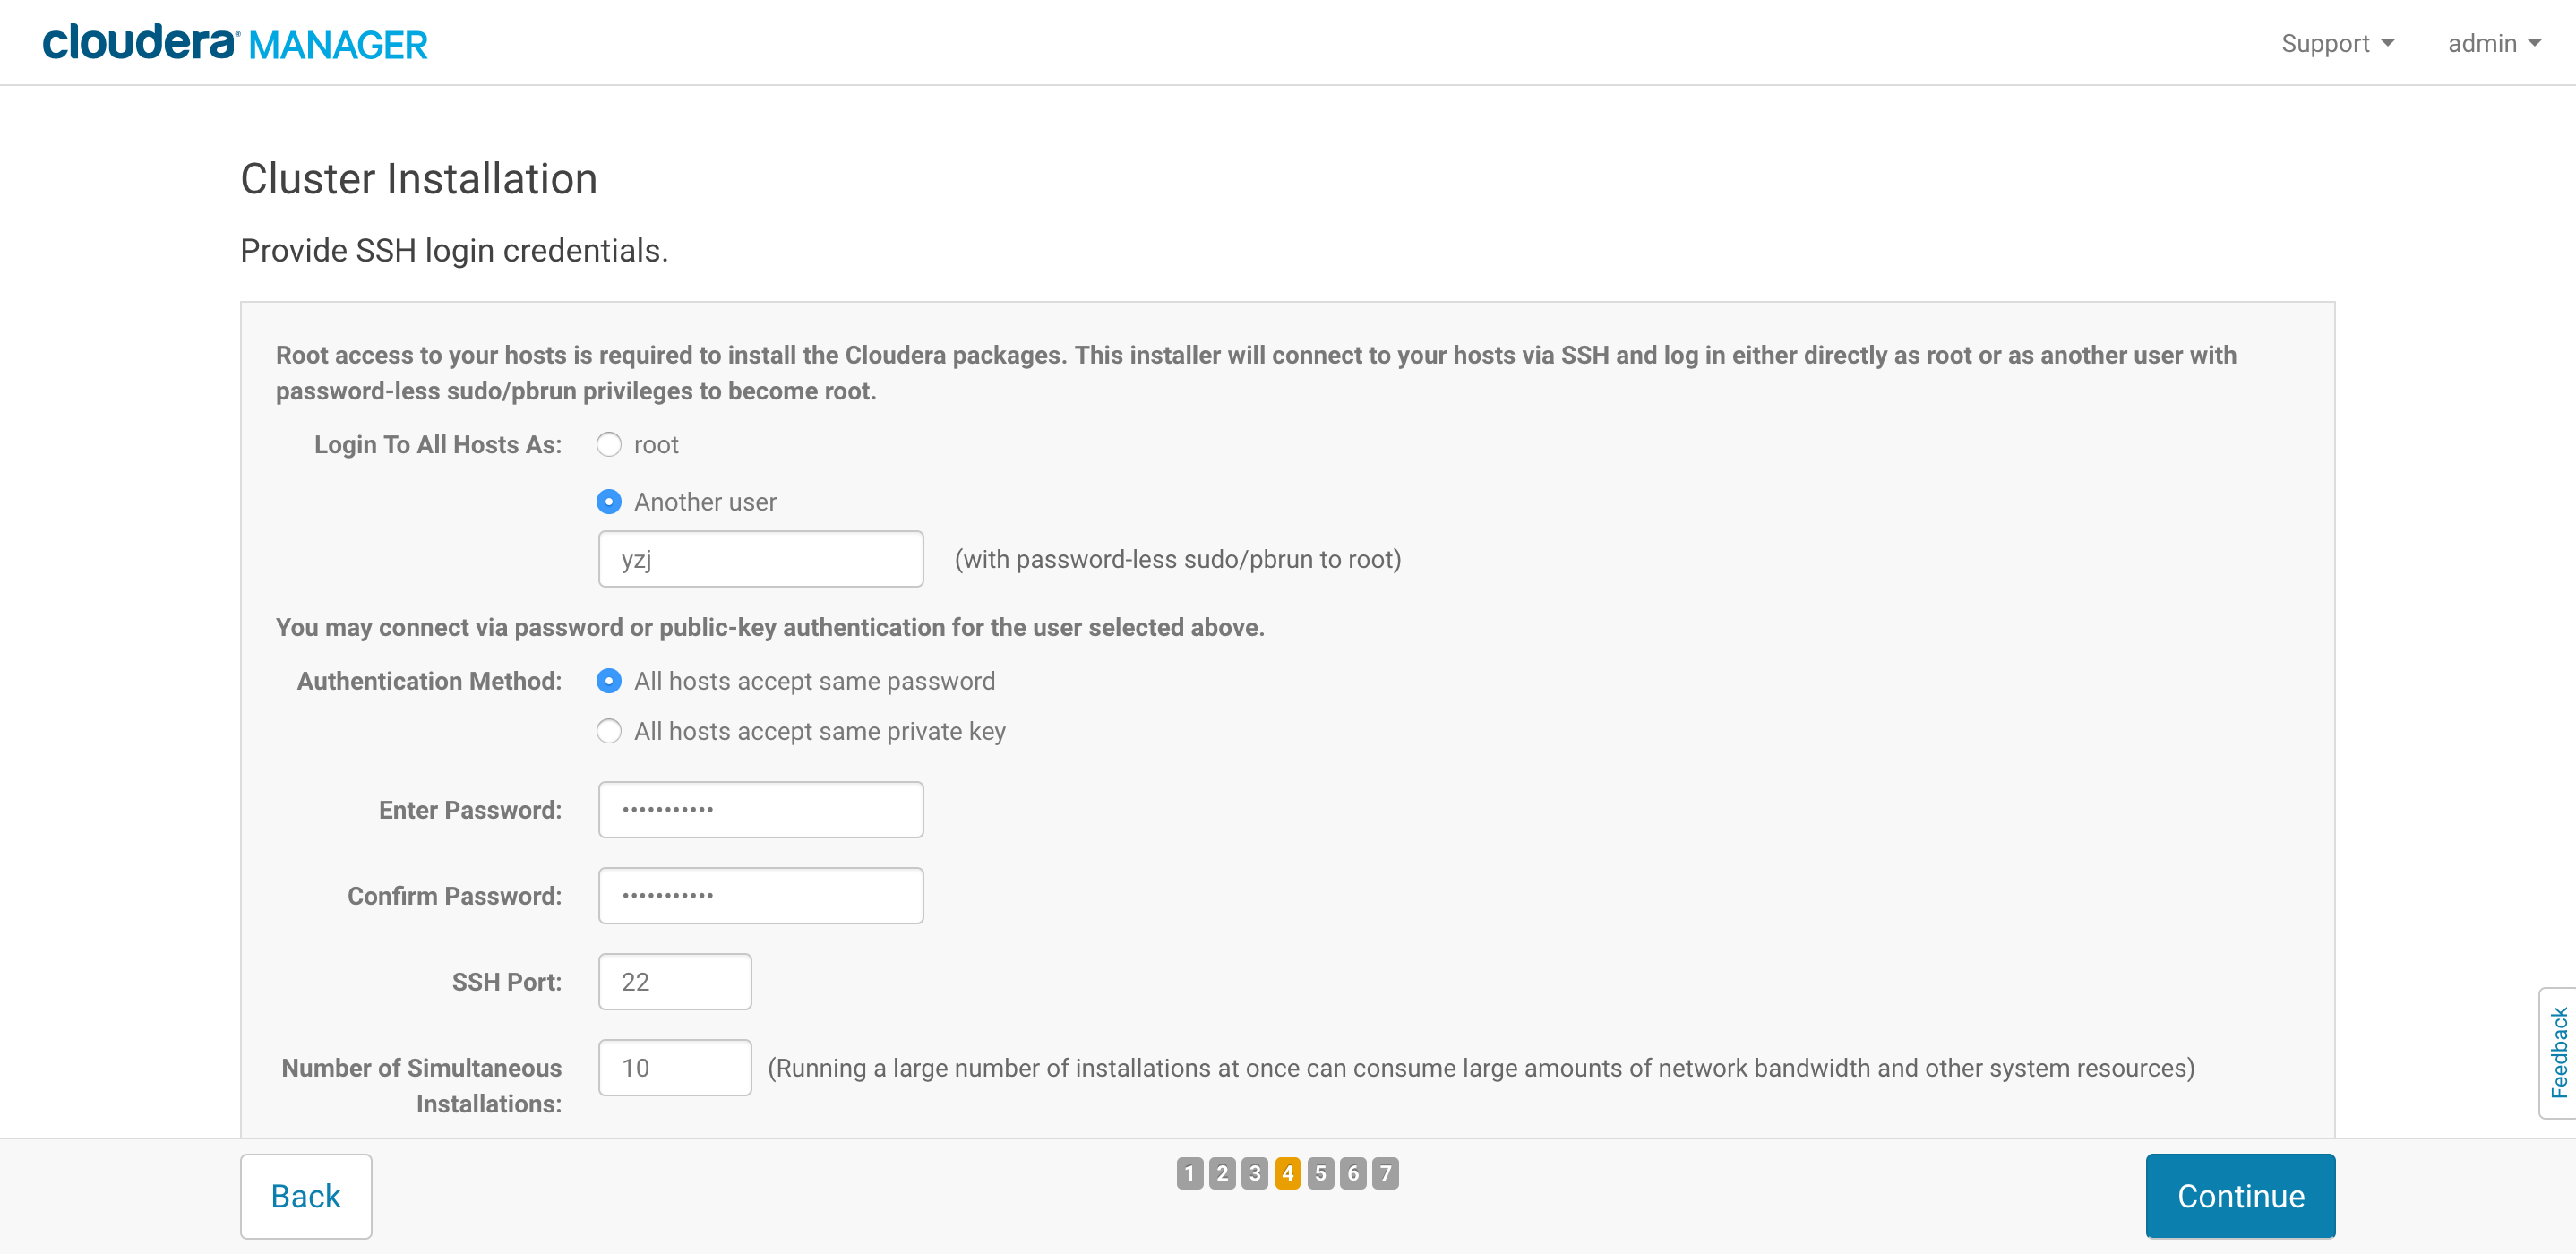 cloudera MANAGER
Support
admin
Cluster Installation
Provide SSH login credentials.
Root access to your hosts is required to install the Cloudera packages. This installer will connect to your hosts via SSH and log in either directly as root or as another user with
password-less sudo/pbrun privileges to become root.
Login To All Hosts As:
root
Another user
yzj
(with password-less sudo/pbrun to root)
You may connect via password or public-key authentication for the user selected above.
Authentication Method:
All hosts accept same password
All hosts accept same private key
Enter Password:
•••••••••••
Confirm Password:
•••••••••••
SSH Port:
22
Number of Simultaneous
Installations:
10
(Running a large number of installations at once can consume large amounts of network bandwidth and other system resources)
Feedback
Back
1 2 3 4 5 6 7
Continue